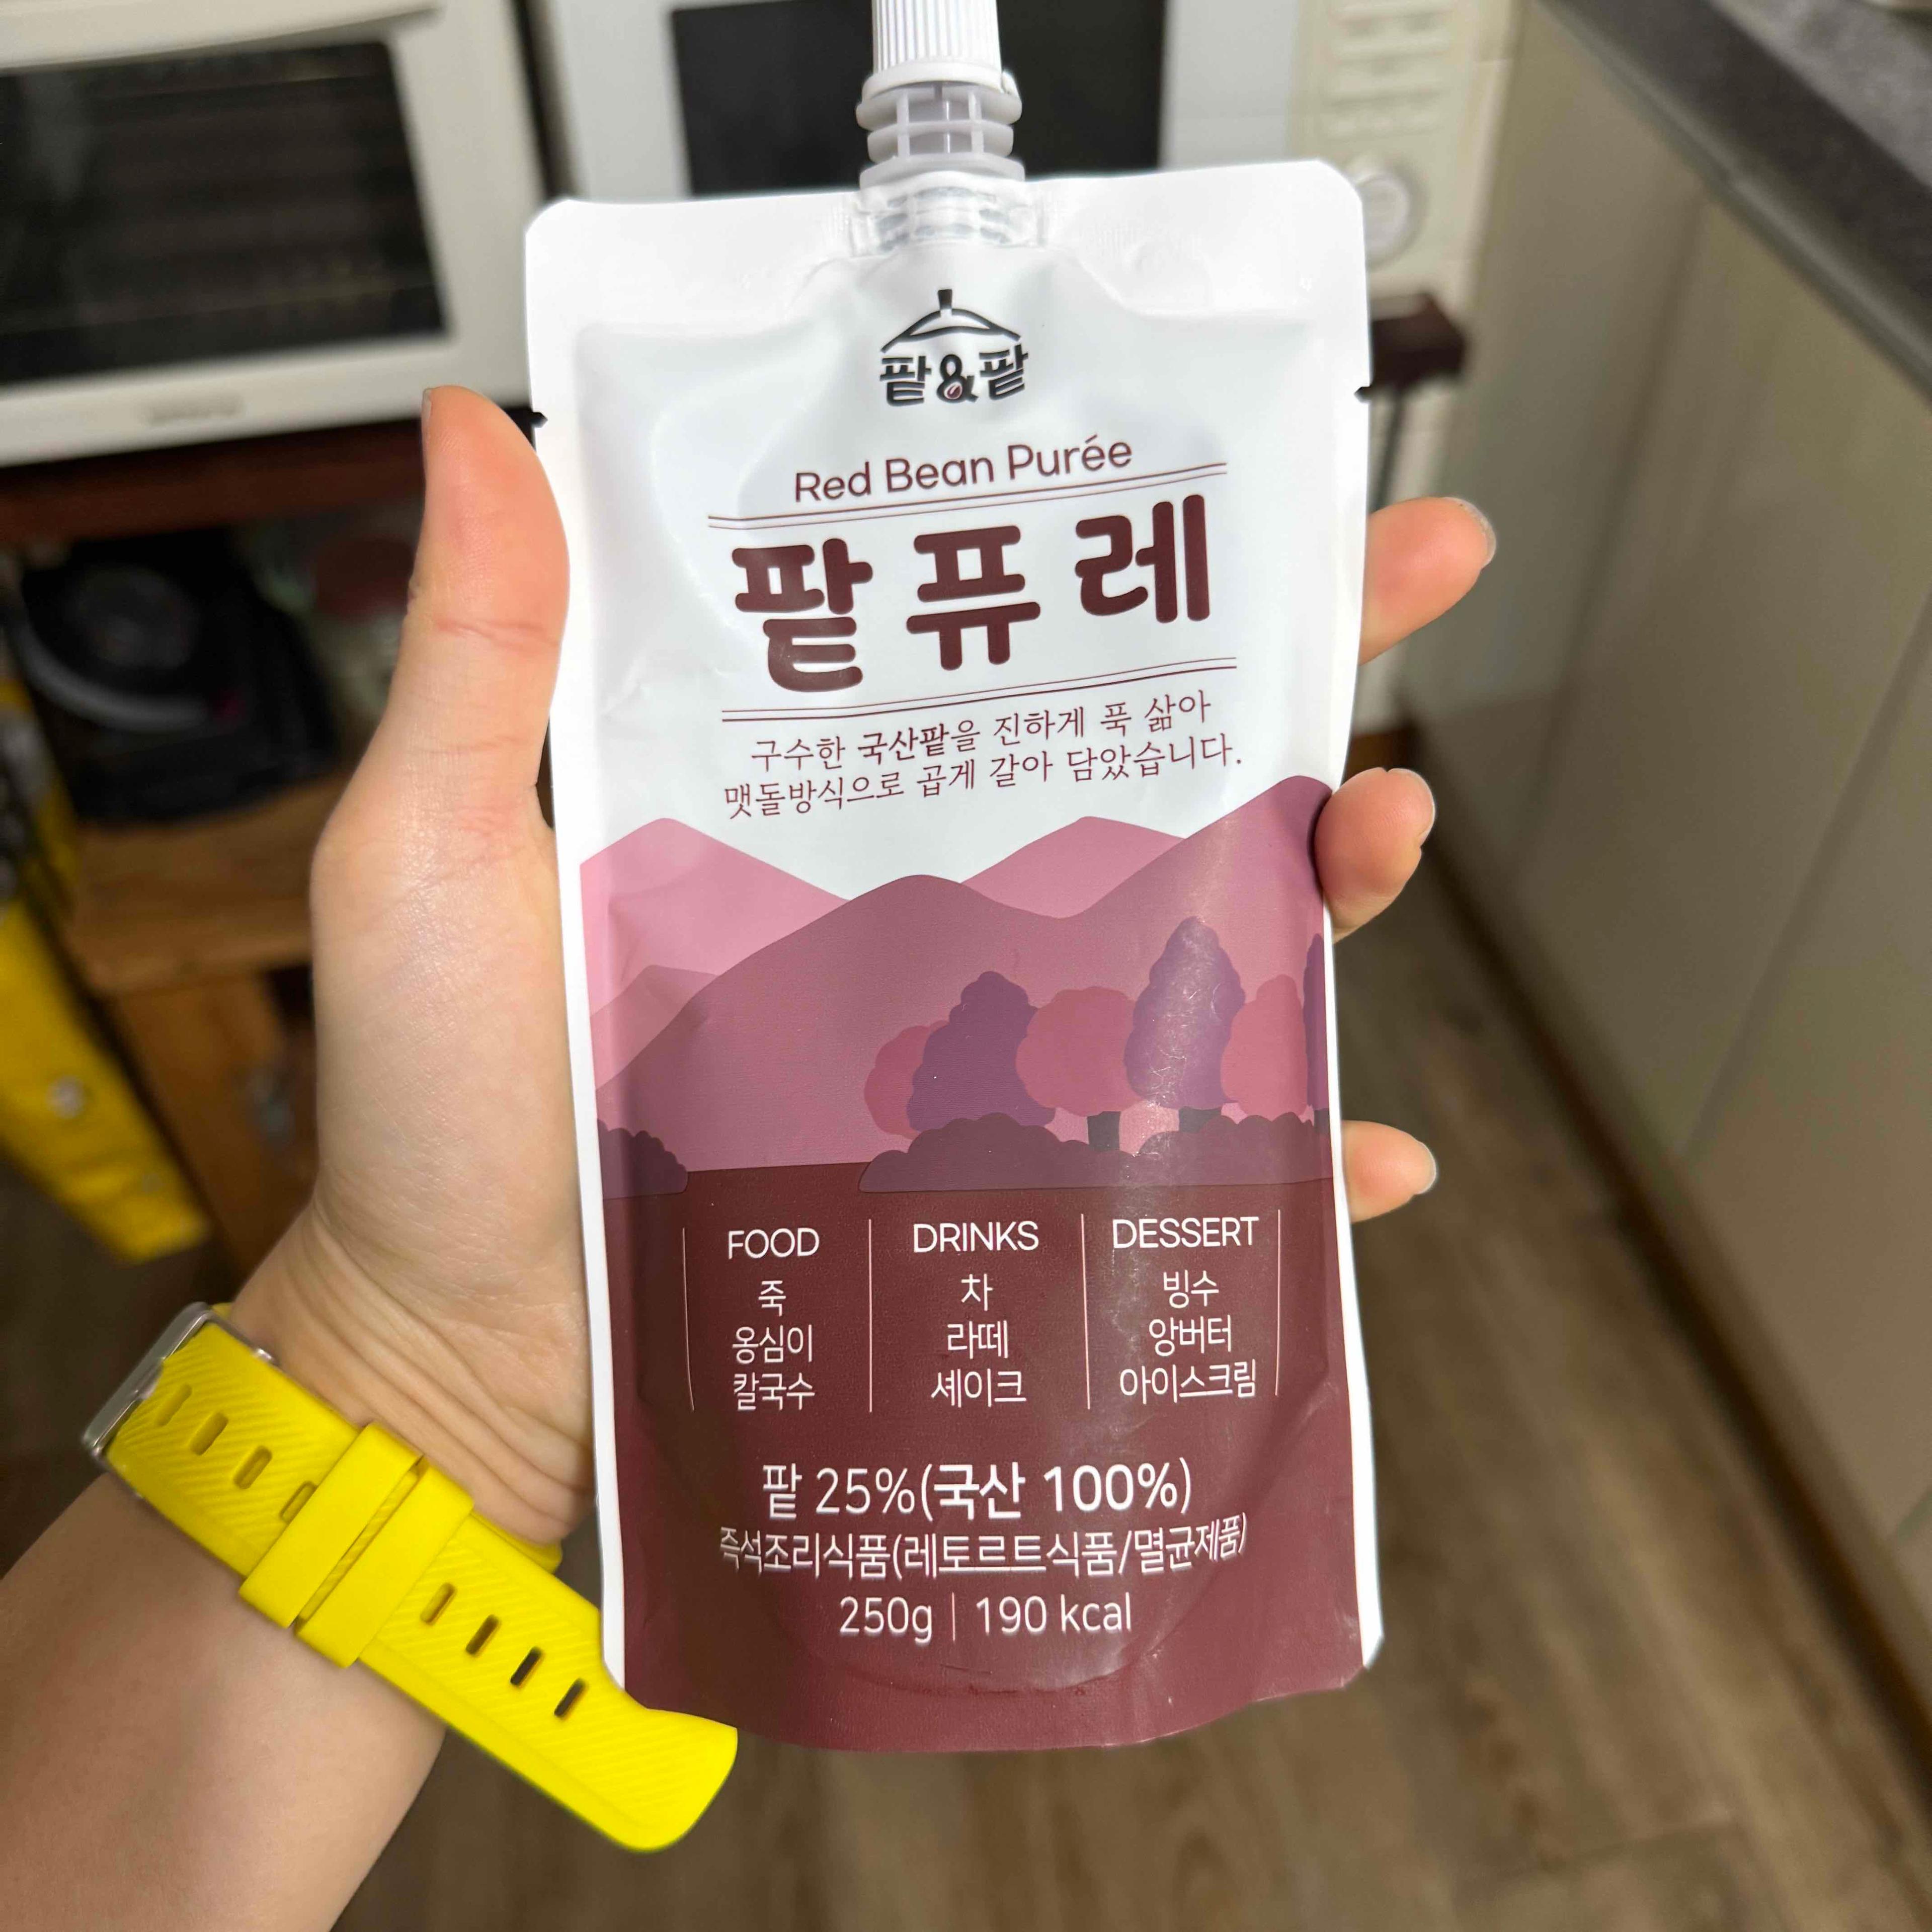 팥&팥
Red Bean Purée
팥퓨레
구수한 국산팥을 진하게 푹 삶아
맷돌방식으로 곱게 갈아 담았습니다.
FOOD
죽
옹심이
칼국수
DRINKS
차
라떼
셰이크
DESSERT
빙수
앙버터
아이스크림
팥 25%(국산 100%)
즉석조리식품(레토르트식품/멸균제품)
250g | 190 kcal